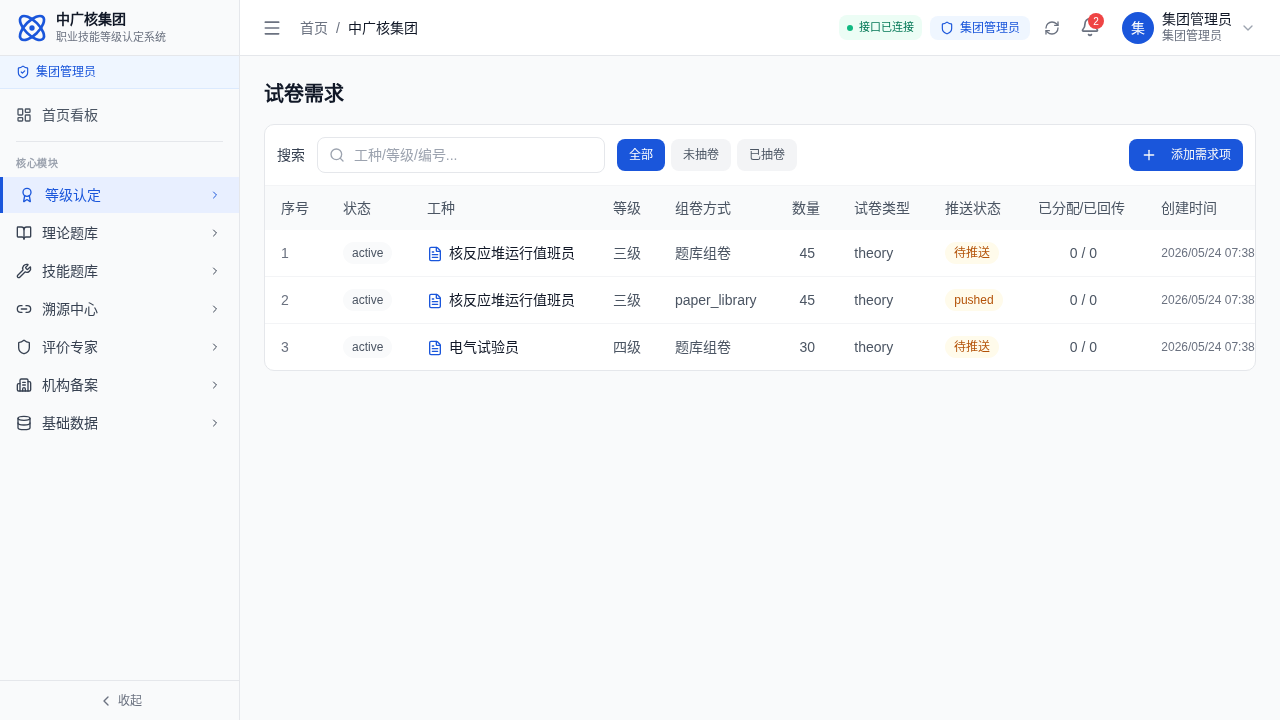 中广核集团
职业技能等级认定系统
集团管理员
首页看板
核心模块
等级认定
理论题库
技能题库
溯源中心
评价专家
机构备案
基础数据
收起
首页 / 中广核集团
接口已连接
集团管理员
2
集
集团管理员
集团管理员
试卷需求
搜索 工种/等级/编号... 全部 未抽卷 已抽卷 添加需求项
序号 状态 工种 等级 组卷方式 数量 试卷类型 推送状态 已分配/已回传 创建时间
1 active 核反应堆运行值班员 三级 题库组卷 45 theory 待推送 0 / 0 2026/05/24 07:38
2 active 核反应堆运行值班员 三级 paper_library 45 theory pushed 0 / 0 2026/05/24 07:38
3 active 电气试验员 四级 题库组卷 30 theory 待推送 0 / 0 2026/05/24 07:38